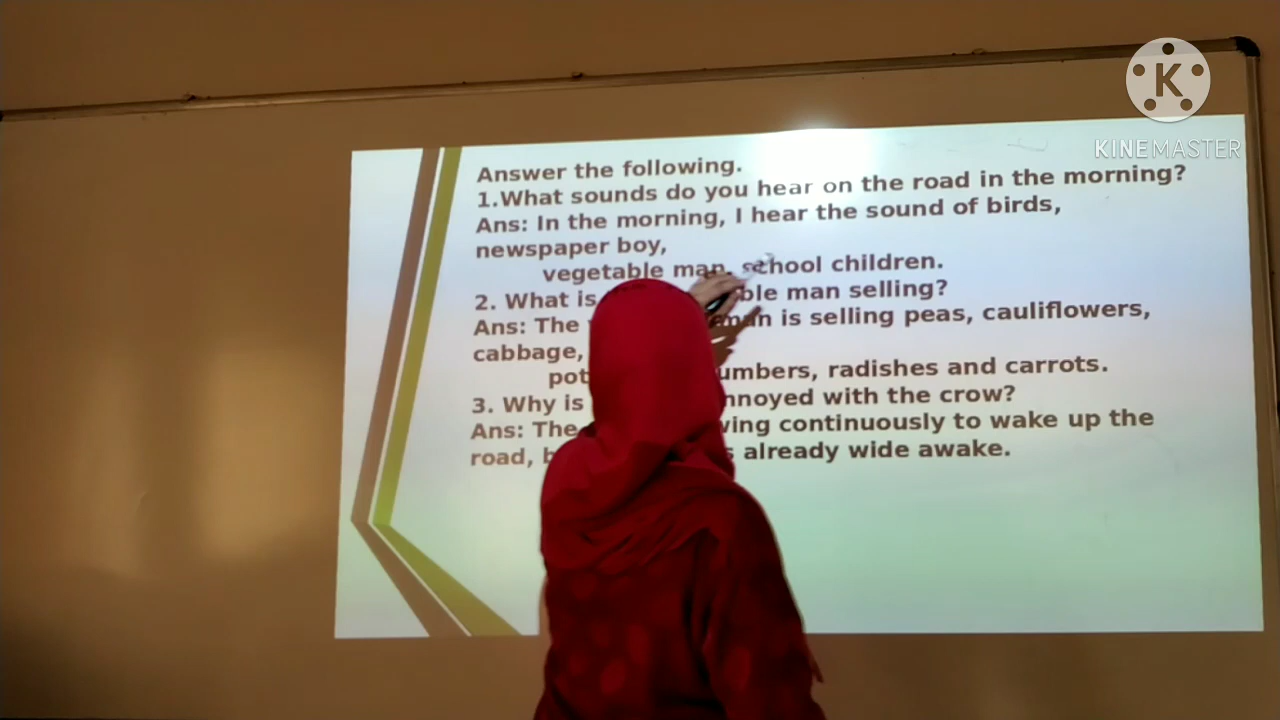 KINEMASTER
Answer the following.
1.What sounds do you hear on the road in the morning?
Ans: In the morning, I hear the sound of birds,
newspaper boy,
vegetable man, school children.
2. What is ble man selling?
Ans: The man is selling peas, cauliflowers,
cabbage,
pot umbers, radishes and carrots.
3. Why is nnoyed with the crow?
Ans: The wing continuously to wake up the
road, already wide awake.